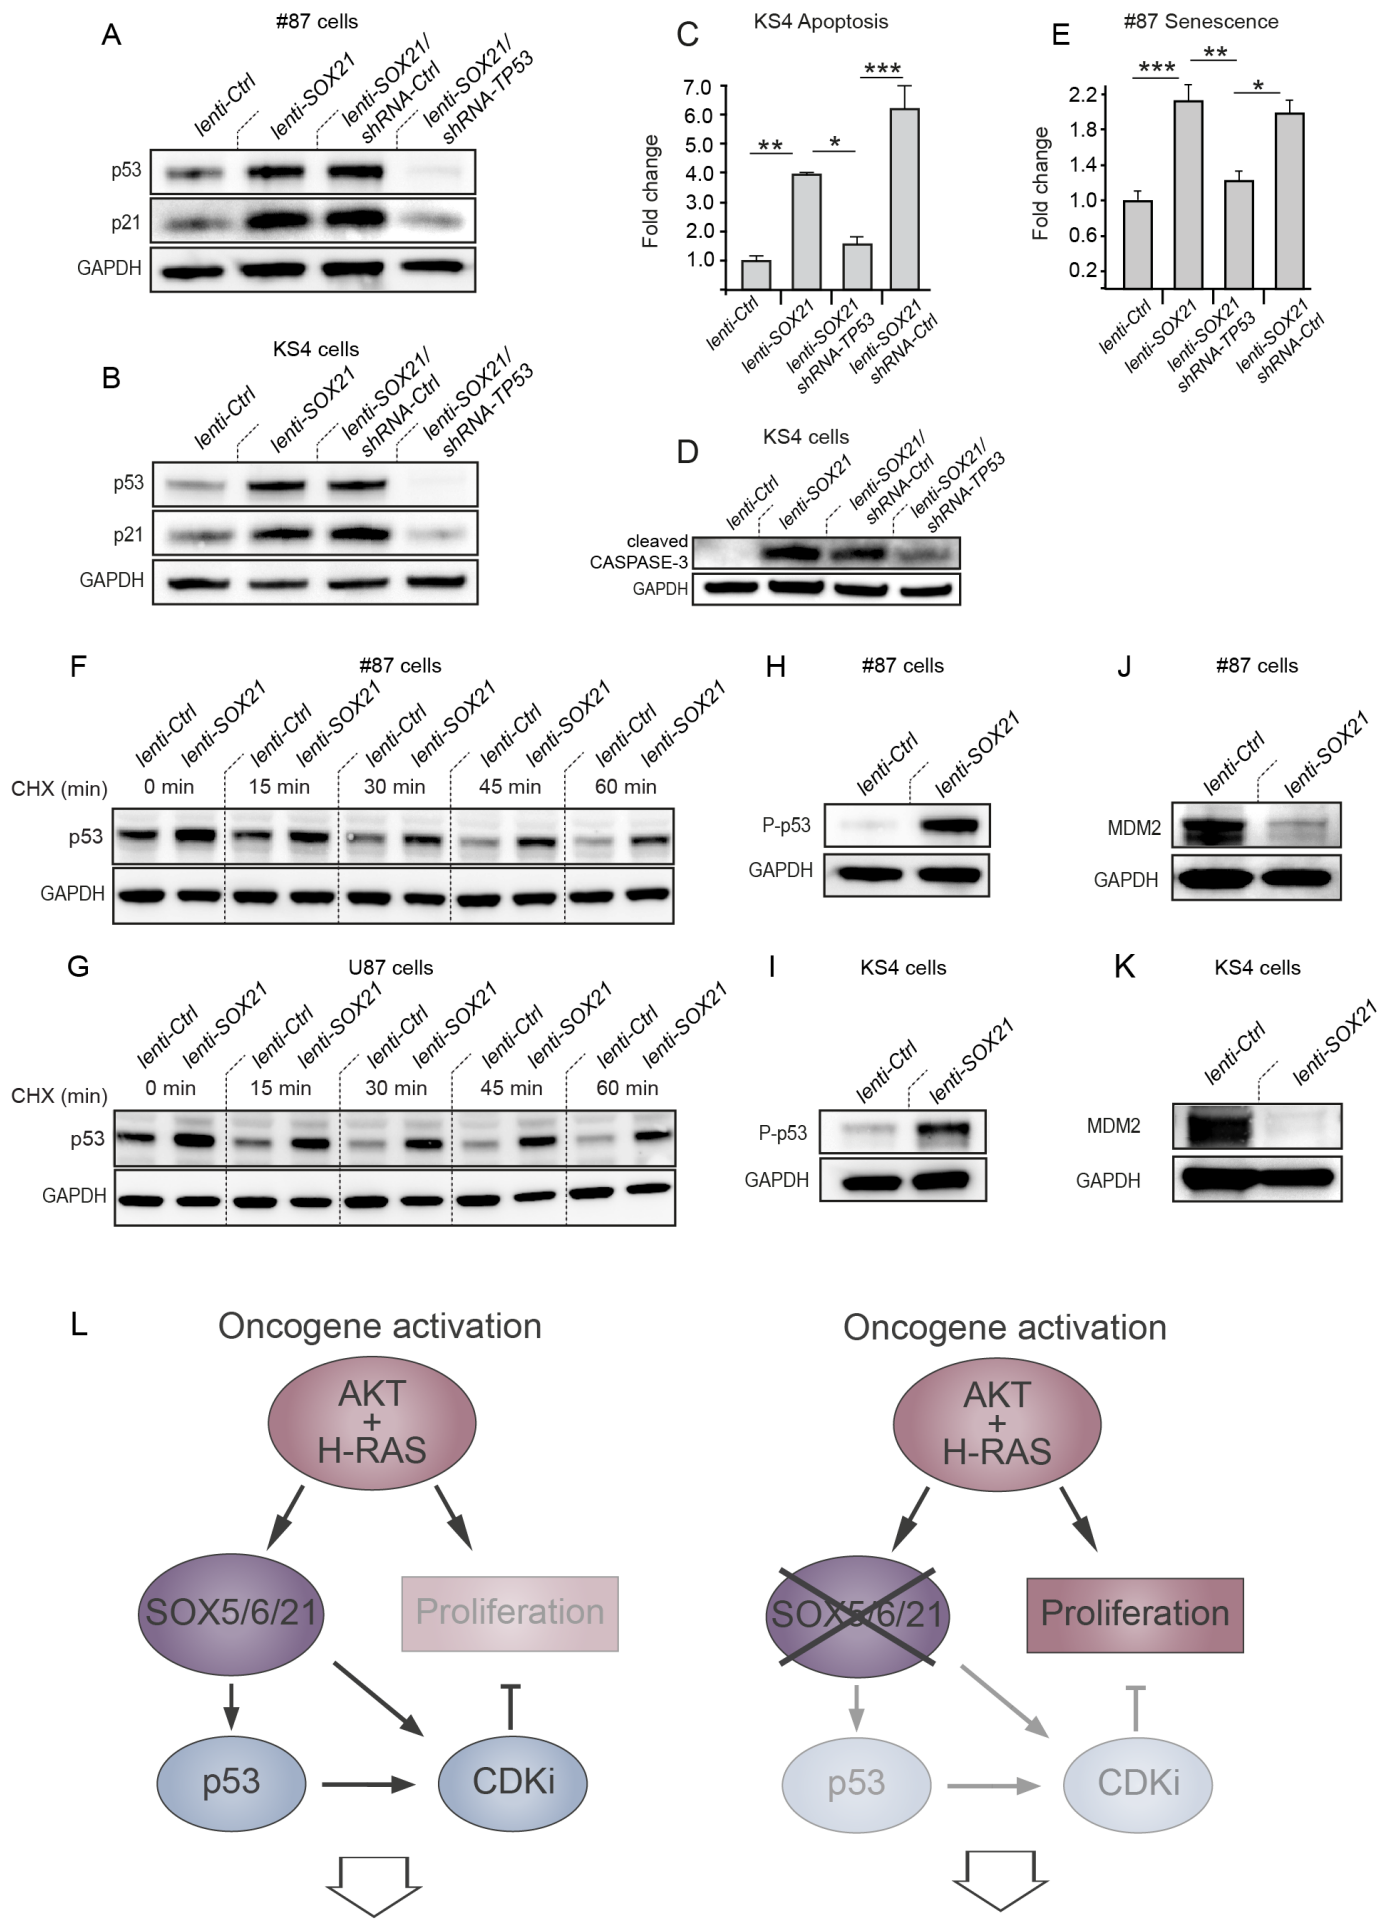 A
#87 cells
lenti-Ctrl
lenti-SOX21
lenti-SOX21/
shRNA-Ctrl
lenti-SOX21/
shRNA-TP53
p53
p21
GAPDH
B
KS4 cells
lenti-Ctrl
lenti-SOX21
lenti-SOX21/
shRNA-Ctrl
lenti-SOX21/
shRNA-TP53
p53
p21
GAPDH
C
KS4 Apoptosis
Fold change
7.0
6.0
5.0
4.0
3.0
2.0
1.0
**
*
***
lenti-Ctrl
lenti-SOX21
lenti-SOX21
shRNA-TP53
lenti-SOX21
shRNA-Ctrl
D
KS4 cells
lenti-Ctrl
lenti-SOX21
lenti-SOX21/
shRNA-Ctrl
lenti-SOX21/
shRNA-TP53
cleaved
CASPASE-3
GAPDH
E
#87 Senescence
Fold change
2.2
1.8
1.4
1.0
0.6
0.2
***
**
*
lenti-Ctrl
lenti-SOX21
lenti-SOX21
shRNA-TP53
lenti-SOX21
shRNA-Ctrl
F
#87 cells
lenti-Ctrl lenti-SOX21 lenti-Ctrl lenti-SOX21 lenti-Ctrl lenti-SOX21 lenti-Ctrl lenti-SOX21 lenti-Ctrl lenti-SOX21
CHX (min) 0 min 15 min 30 min 45 min 60 min
p53
GAPDH
G
U87 cells
lenti-Ctrl lenti-SOX21 lenti-Ctrl lenti-SOX21 lenti-Ctrl lenti-SOX21 lenti-Ctrl lenti-SOX21 lenti-Ctrl lenti-SOX21
CHX (min) 0 min 15 min 30 min 45 min 60 min
p53
GAPDH
H
#87 cells
lenti-Ctrl
lenti-SOX21
P-p53
GAPDH
I
KS4 cells
lenti-Ctrl
lenti-SOX21
P-p53
GAPDH
J
#87 cells
lenti-Ctrl
lenti-SOX21
MDM2
GAPDH
K
KS4 cells
lenti-Ctrl
lenti-SOX21
MDM2
GAPDH
L
Oncogene activation
AKT
+
H-RAS
SOX5/6/21
Proliferation
p53
CDKi
Oncogene activation
AKT
+
H-RAS
SOX5/6/21
Proliferation
p53
CDKi